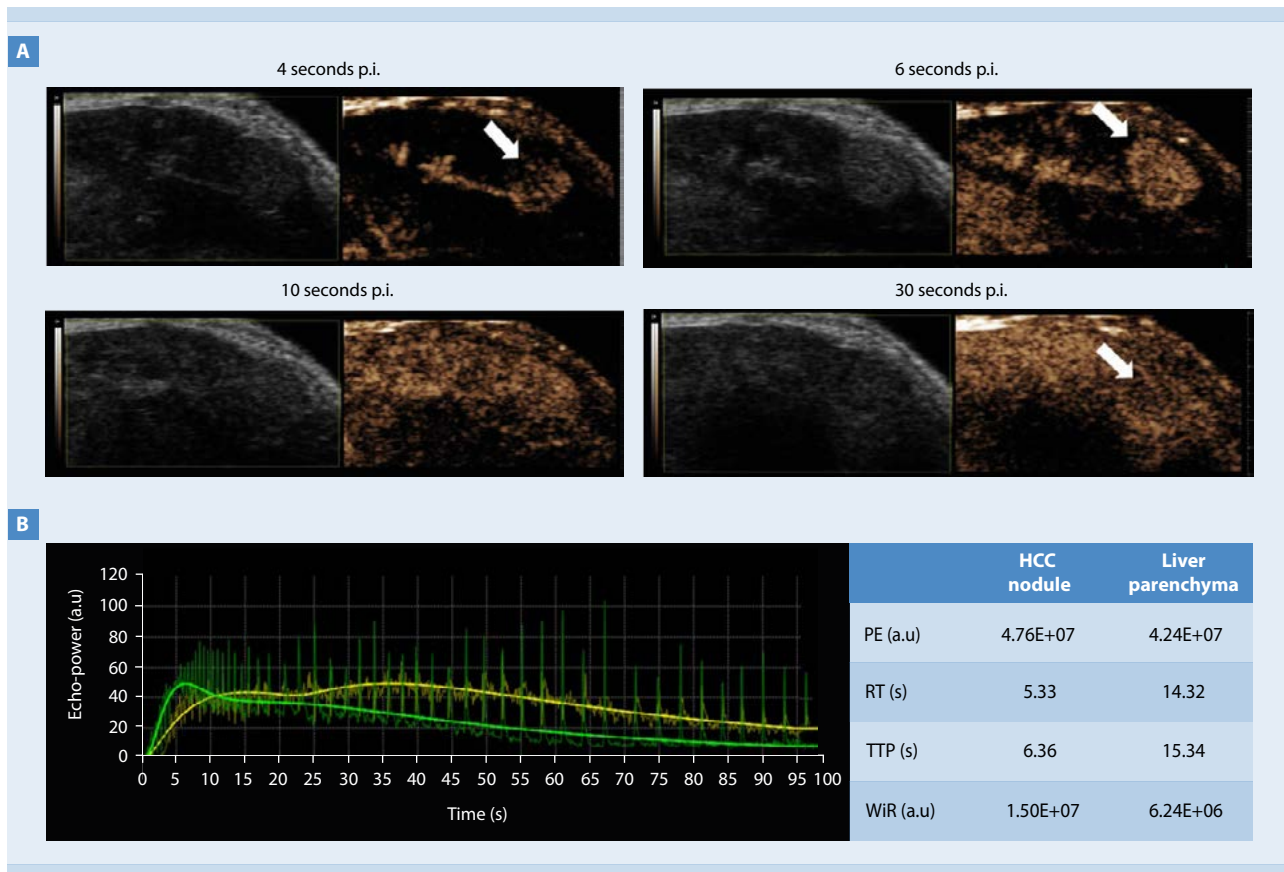 A
4 seconds p.i.
6 seconds p.i.
10 seconds p.i.
30 seconds p.i.
B
Echo-power (a.u)
120
100
80
60
40
20
0
0 5 10 15 20 25 30 35 40 45 50 55 60 65 70 75 80 85 90 95 100
Time (s)
HCC nodule
Liver parenchyma
PE (a.u) 4.76E+07 4.24E+07
RT (s) 5.33 14.32
TTP (s) 6.36 15.34
WiR (a.u) 1.50E+07 6.24E+06